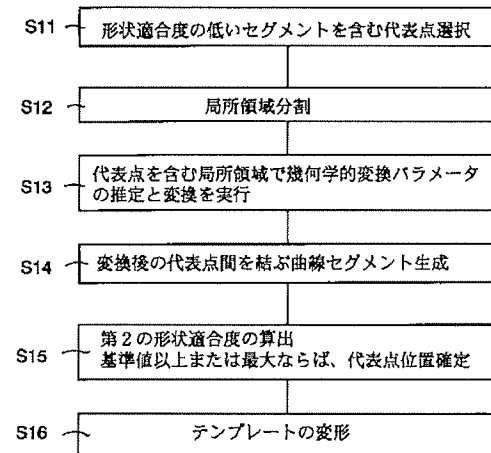 S11 形状適合度の低いセグメントを含む代表点選択
S12 局所領域分割
S13 代表点を含む局所領域で幾何学的変換パラメータ
の推定と変換を実行
S14 変換後の代表点間を結ぶ曲線セグメント生成
S15 第2の形状適合度の算出
基準値以上または最大ならば、代表点位置確定
S16 テンプレートの変形